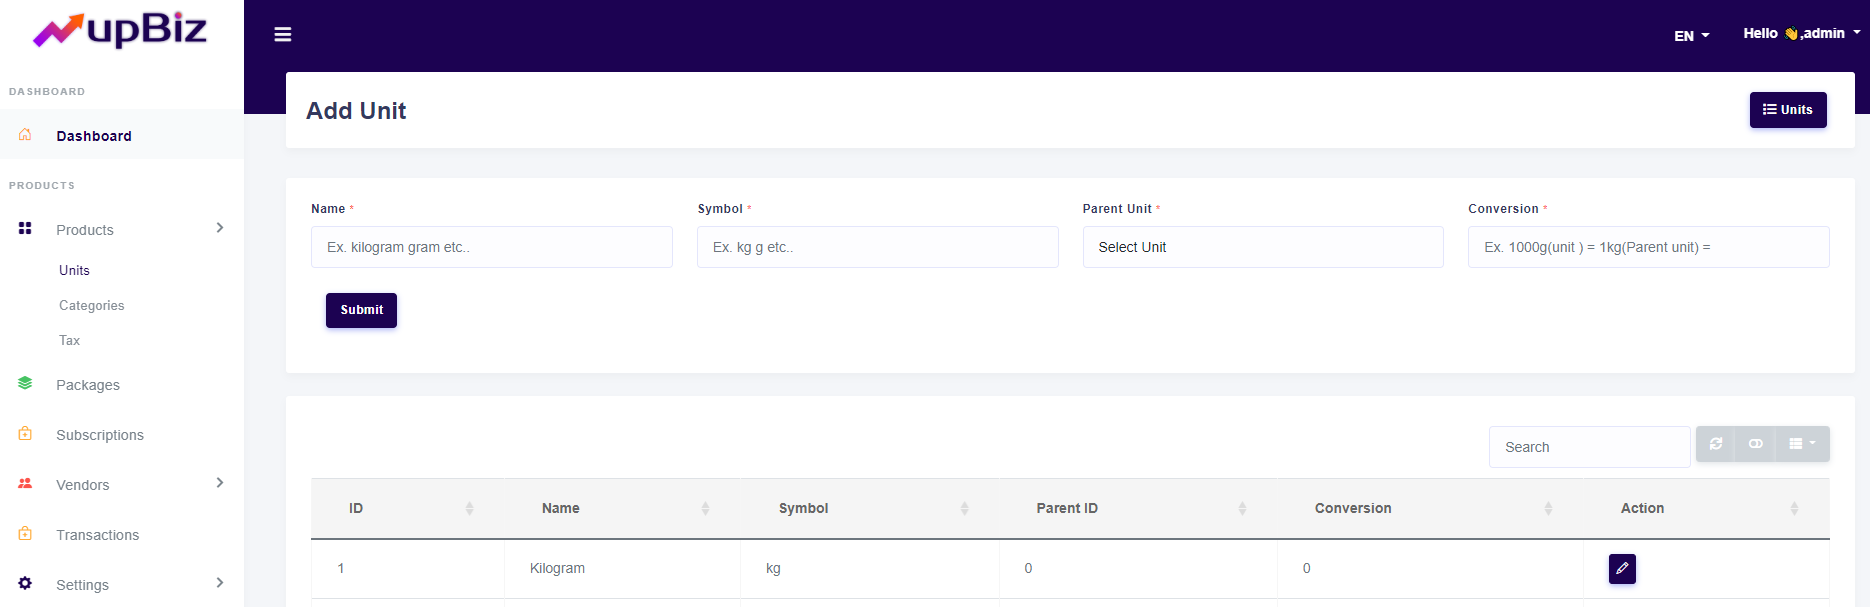 upBiz
EN
Hello 👋,admin
DASHBOARD
Dashboard
PRODUCTS
Products
Units
Categories
Tax
Packages
Subscriptions
Vendors
Transactions
Settings
Add Unit
Units
Name *
Symbol *
Parent Unit *
Conversion *
Ex. kilogram gram etc..
Ex. kg g etc..
Select Unit
Ex. 1000g(unit ) = 1kg(Parent unit) =
Submit
Search
ID Name Symbol Parent ID Conversion Action
1 Kilogram kg 0 0